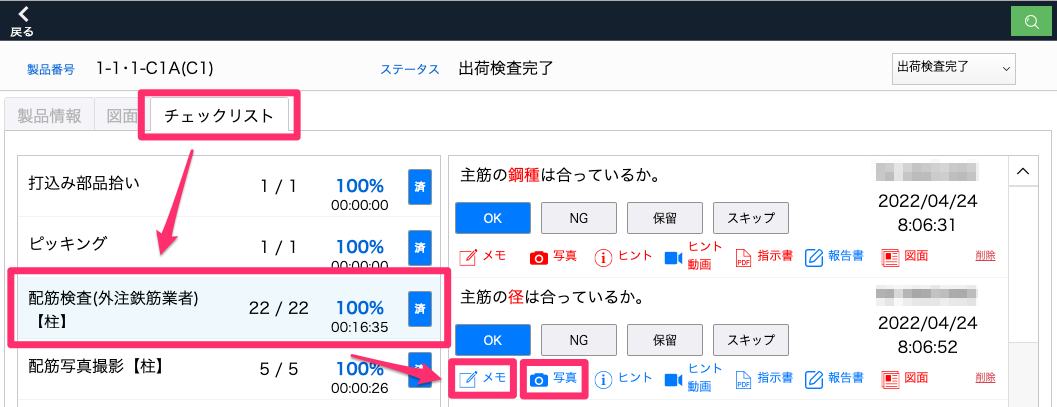 戻る
製品番号 1-1・1-C1A(C1) ステータス 出荷検査完了 出荷検査完了
製品情報 図面 チェックリスト
打込み部品拾い 1 / 1 100% 済
00:00:00
ピッキング 1 / 1 100% 済
00:00:00
配筋検査(外注鉄筋業者) 22 / 22 100% 済
【柱】 00:16:35
配筋写真撮影【柱】 5 / 5 100% 済
00:00:26
主筋の鋼種は合っているか。
2022/04/24
8:06:31
OK NG 保留 スキップ
メモ 写真 ヒント ヒント動画 PDF 指示書 報告書 図面 削除
主筋の径は合っているか。
2022/04/24
8:06:52
OK NG 保留 スキップ
メモ 写真 ヒント ヒント動画 PDF 指示書 報告書 図面 削除